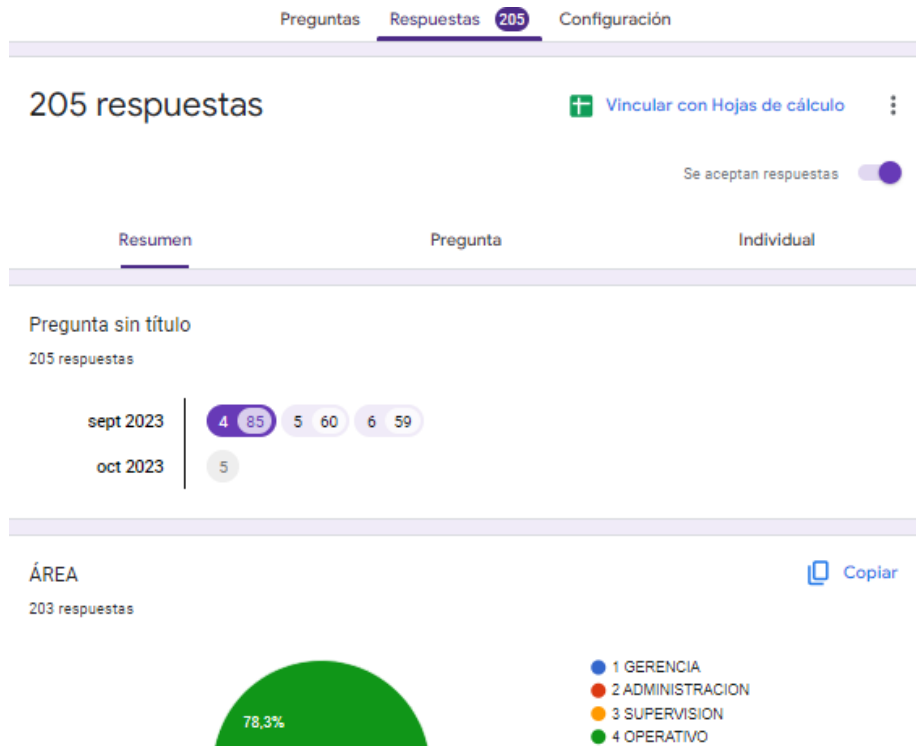 Preguntas Respuestas 205 Configuración
205 respuestas Vincular con Hojas de cálculo
Se aceptan respuestas
Resumen Pregunta Individual
Pregunta sin título
205 respuestas
sept 2023 4 85 5 60 6 59
oct 2023 5
ÁREA Copiar
203 respuestas
1 GERENCIA
2 ADMINISTRACION
3 SUPERVISION
4 OPERATIVO
78,3%